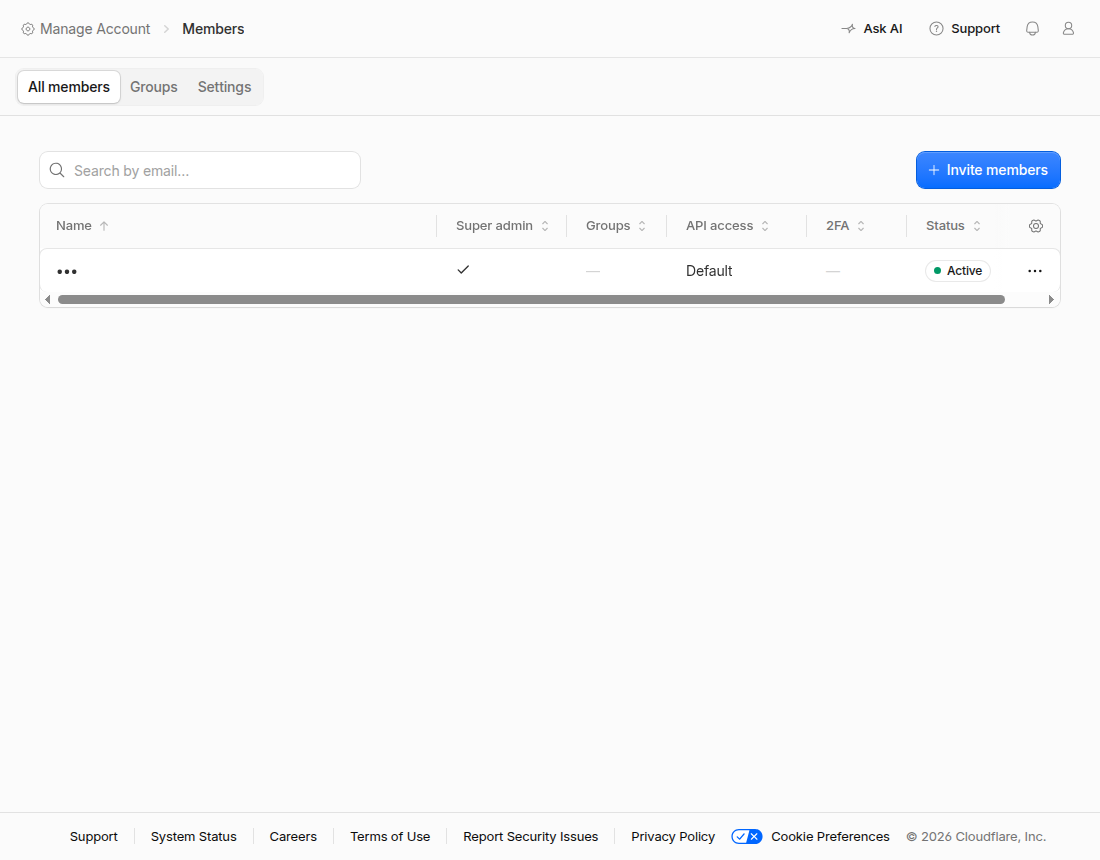 Manage Account Members Ask AI Support
All members Groups Settings
Search by email... Invite members
Name Super admin Groups API access 2FA Status
••• — Default — Active
Support System Status Careers Terms of Use Report Security Issues Privacy Policy Cookie Preferences © 2026 Cloudflare, Inc.